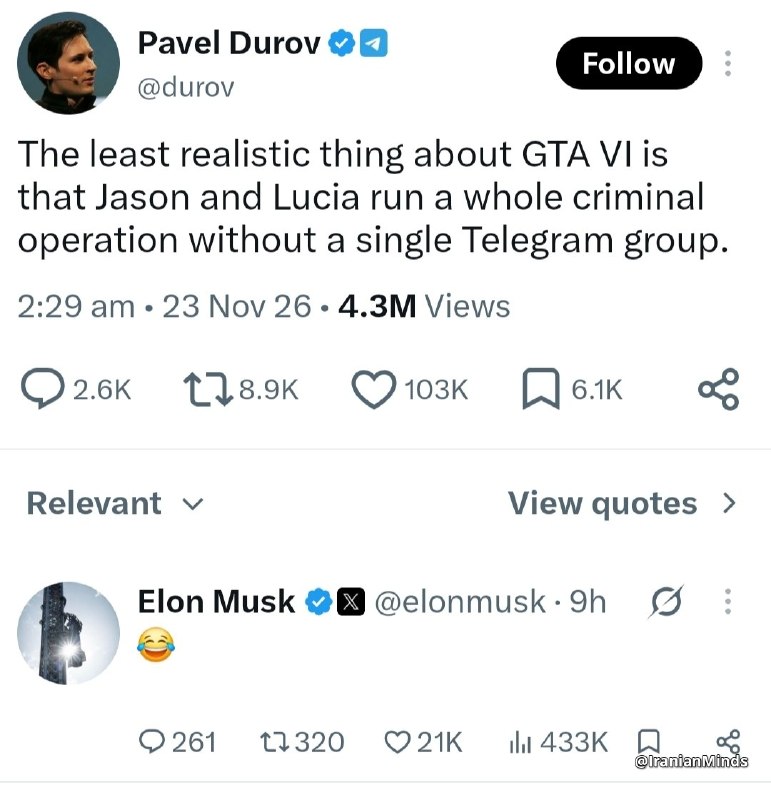 Pavel Durov
Follow
@durov
The least realistic thing about GTA VI is
that Jason and Lucia run a whole criminal
operation without a single Telegram group.
2:29 am • 23 Nov 26 • 4.3M Views
2.6K 8.9K 103K 6.1K
Relevant
View quotes
Elon Musk X @elonmusk · 9h
😂
261 320 21K 433K
@IranianMinds